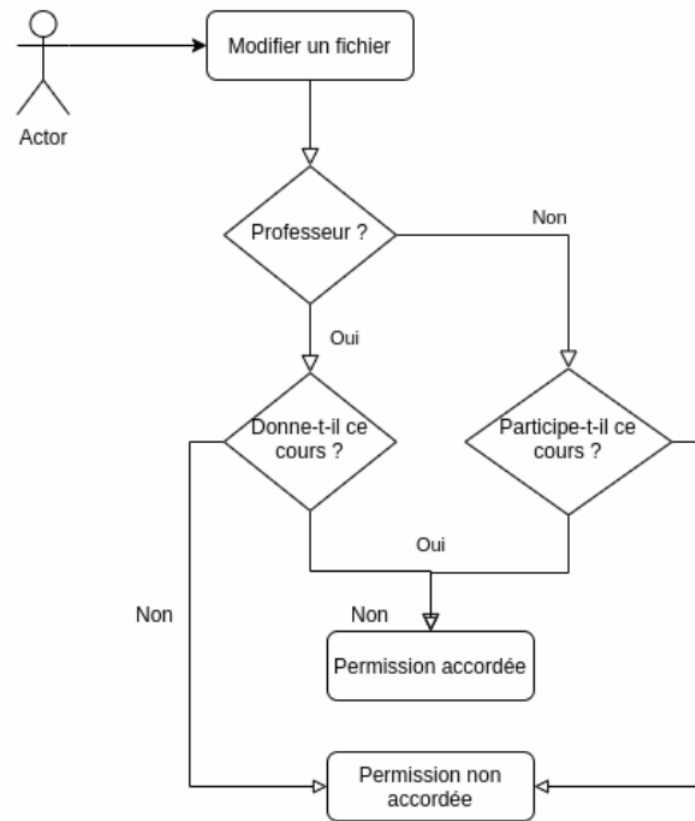 Modifier un fichier
Actor
Professeur ?
Non
Oui
Donne-t-il ce
cours ?
Participe-t-il ce
cours ?
Oui
Non
Non
Permission accordée
Permission non
accordée